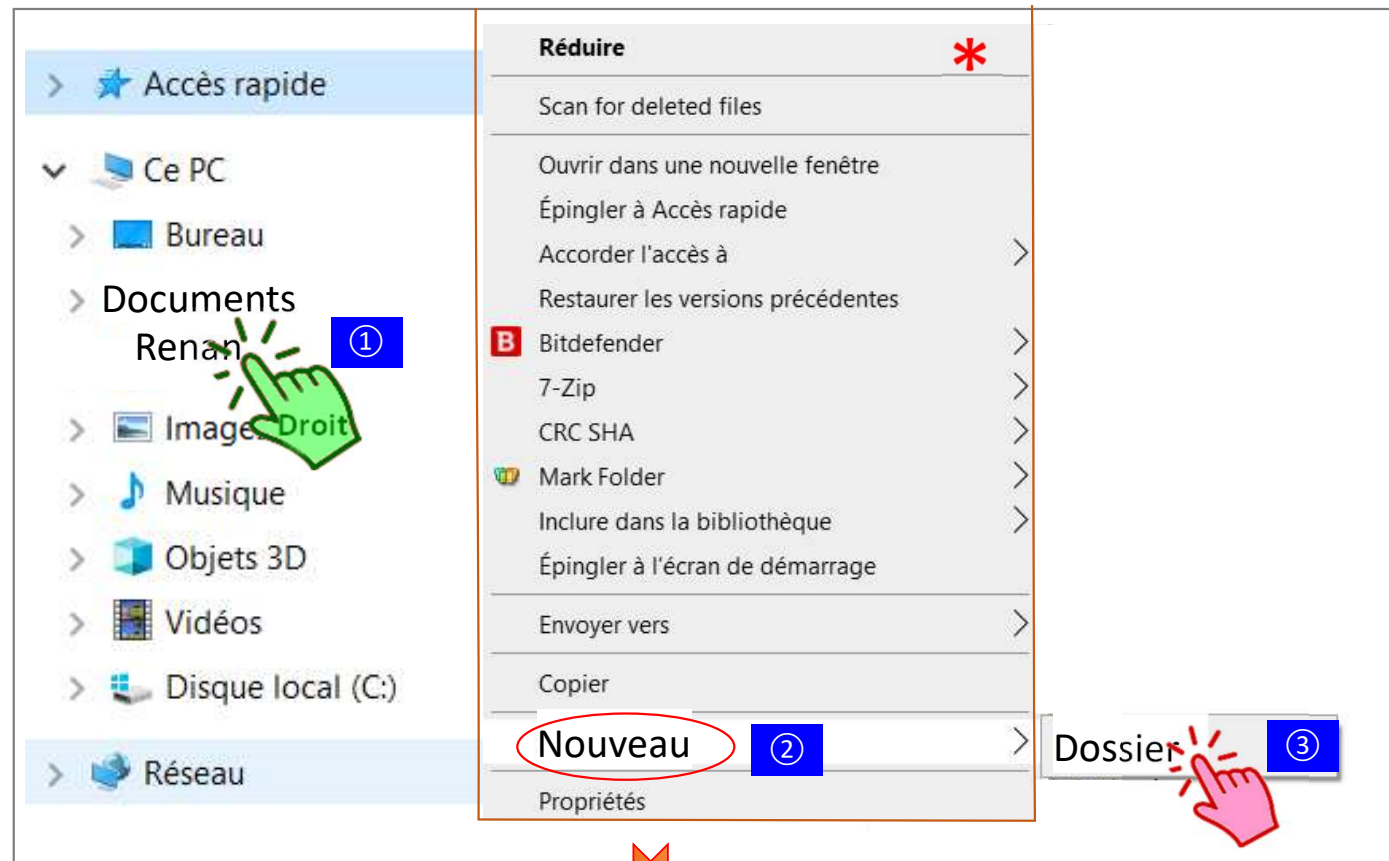 Accès rapide
Ce PC
Bureau
Documents
Renan
①
Droit
Images
Musique
Objets 3D
Vidéos
Disque local (C:)
Réseau
Réduire
*
Scan for deleted files
Ouvrir dans une nouvelle fenêtre
Épingler à Accès rapide
Accorder l'accès à
Restaurer les versions précédentes
B Bitdefender
7-Zip
CRC SHA
Mark Folder
Inclure dans la bibliothèque
Épingler à l'écran de démarrage
Envoyer vers
Copier
Nouveau ②
Propriétés
Dossier ③